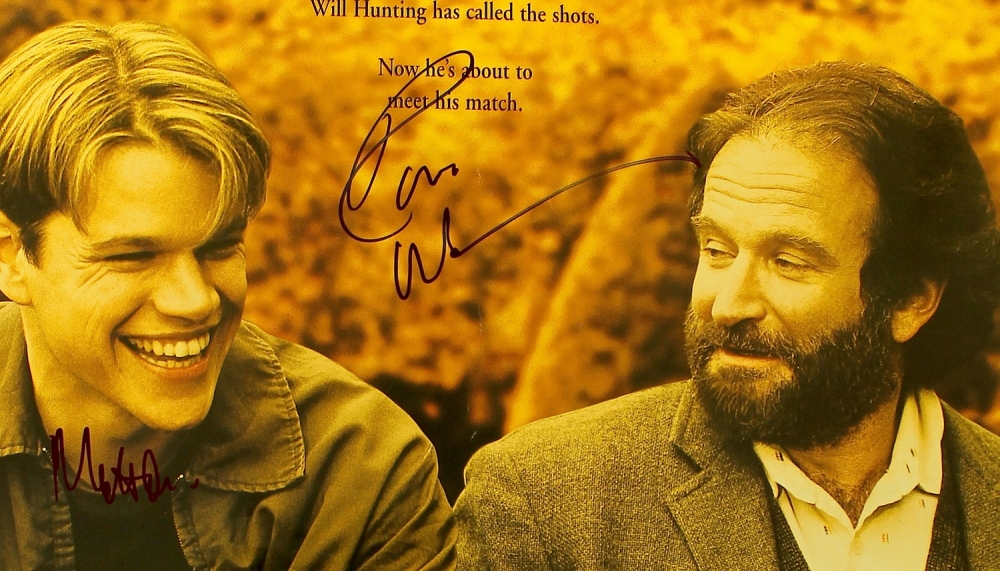 Will Hunting has called the shots.
Now he's about to
meet his match.